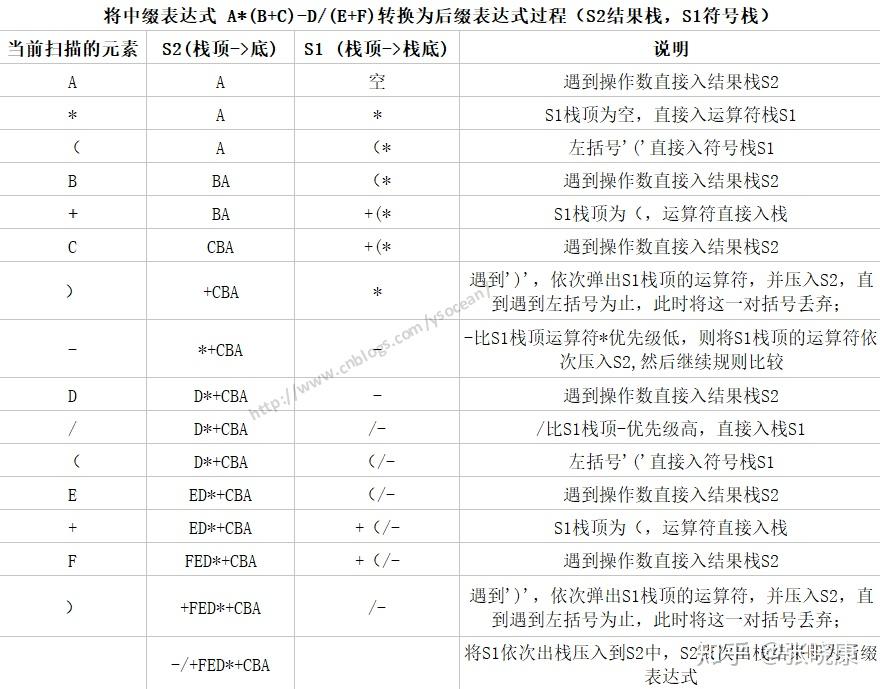 将中缀表达式 A*(B+C)-D/(E+F)转换为后缀表达式过程（S2结果栈，S1符号栈）
当前扫描的元素 S2(栈顶->底) S1 (栈顶->栈底) 说明
A A 空 遇到操作数直接入结果栈S2
* A * S1栈顶为空，直接入运算符栈S1
( A (* 左括号'('直接入符号栈S1
B BA (* 遇到操作数直接入结果栈S2
+ BA +(* S1栈顶为（，运算符直接入栈
C CBA +(* 遇到操作数直接入结果栈S2
) +CBA * 遇到')'，依次弹出S1栈顶的运算符，并压入S2，直
到遇到左括号为止，此时将这一对括号丢弃；
- *+CBA - -比S1栈顶运算符*优先级低，则将S1栈顶的运算符依
次压入S2,然后继续规则比较
D D*+CBA - 遇到操作数直接入结果栈S2
/ D*+CBA /- /比S1栈顶-优先级高，直接入栈S1
( D*+CBA (/- 左括号'('直接入符号栈S1
E ED*+CBA (/- 遇到操作数直接入结果栈S2
+ ED*+CBA +（/- S1栈顶为（，运算符直接入栈
F FED*+CBA +（/- 遇到操作数直接入结果栈S2
) +FED*+CBA /- 遇到')'，依次弹出S1栈顶的运算符，并压入S2，直
到遇到左括号为止，此时将这一对括号丢弃；
-/+FED*+CBA 将S1依次出栈压入到S2中，S2依次出栈结果即为后缀
表达式
http://www.cnblogs.com/ysocean/
知乎 @张晓康